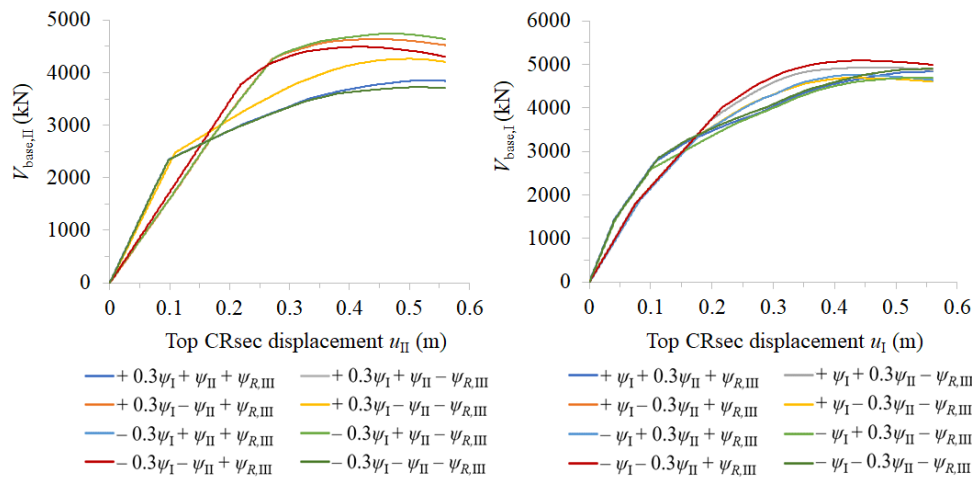 5000
4000
3000
2000
1000
0
V_base,II (kN)
0 0.1 0.2 0.3 0.4 0.5 0.6
Top CRsec displacement u_II (m)
+ 0.3ψ_I + ψ_II + ψ_R,III
+ 0.3ψ_I + ψ_II − ψ_R,III
+ 0.3ψ_I − ψ_II + ψ_R,III
+ 0.3ψ_I − ψ_II − ψ_R,III
− 0.3ψ_I + ψ_II + ψ_R,III
− 0.3ψ_I + ψ_II − ψ_R,III
− 0.3ψ_I − ψ_II + ψ_R,III
− 0.3ψ_I − ψ_II − ψ_R,III
6000
5000
4000
3000
2000
1000
0
V_base,I (kN)
0 0.1 0.2 0.3 0.4 0.5 0.6
Top CRsec displacement u_I (m)
+ ψ_I + 0.3ψ_II + ψ_R,III
+ ψ_I + 0.3ψ_II − ψ_R,III
+ ψ_I − 0.3ψ_II + ψ_R,III
+ ψ_I − 0.3ψ_II − ψ_R,III
− ψ_I + 0.3ψ_II + ψ_R,III
− ψ_I + 0.3ψ_II − ψ_R,III
− ψ_I − 0.3ψ_II + ψ_R,III
− ψ_I − 0.3ψ_II − ψ_R,III